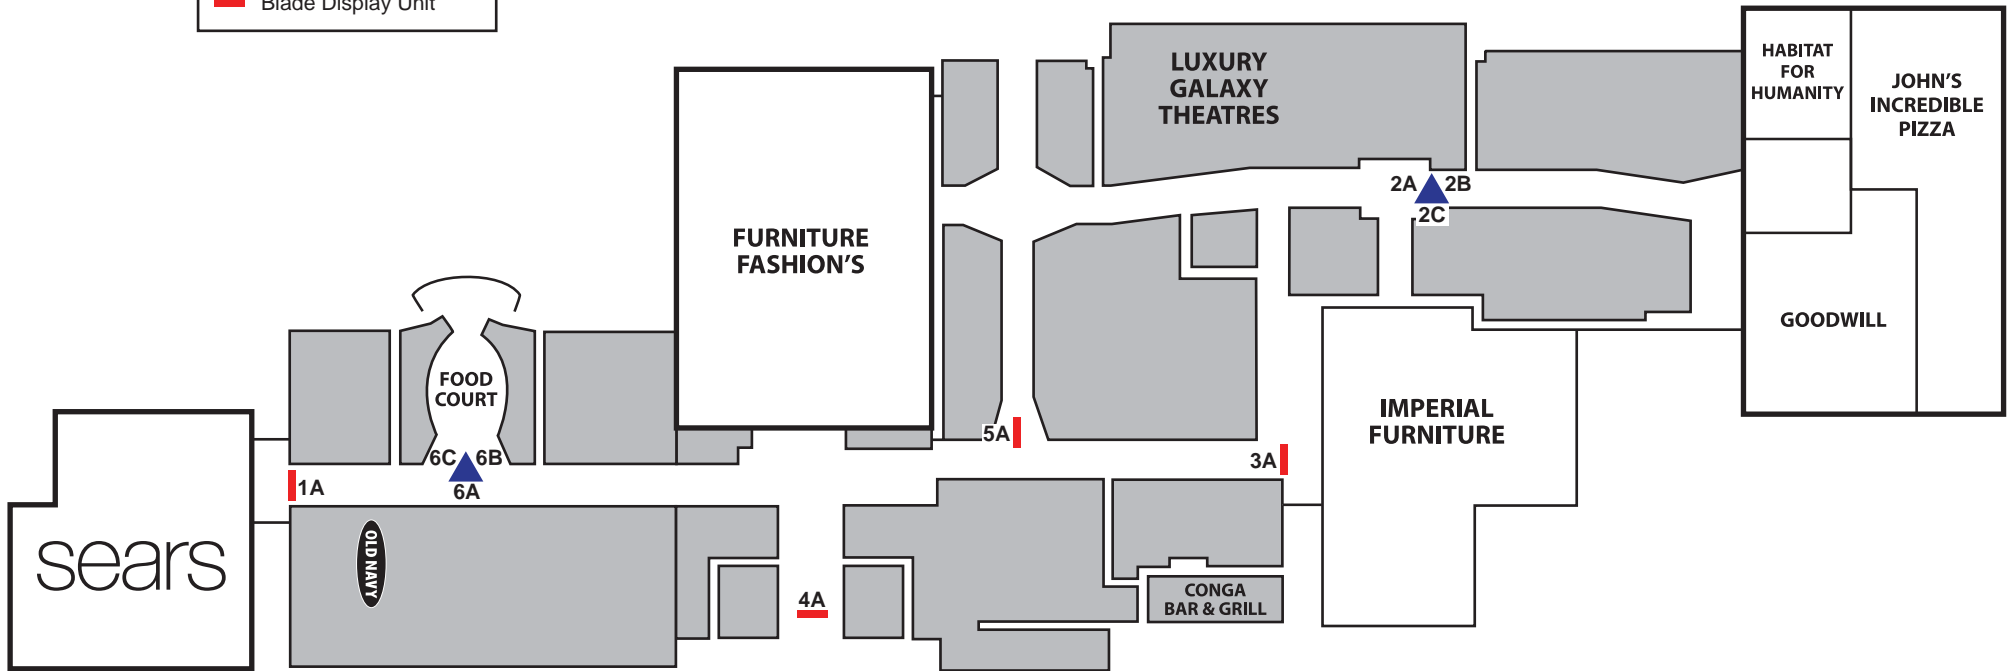 Blade Display Unit
LUXURY
GALAXY
THEATRES
HABITAT
FOR
HUMANITY
JOHN'S
INCREDIBLE
PIZZA
2A 2B
2C
FURNITURE
FASHION'S
GOODWILL
FOOD
COURT
IMPERIAL
FURNITURE
5A
3A
6C 6B
6A
1A
sears
OLD NAVY
4A
CONGA
BAR & GRILL